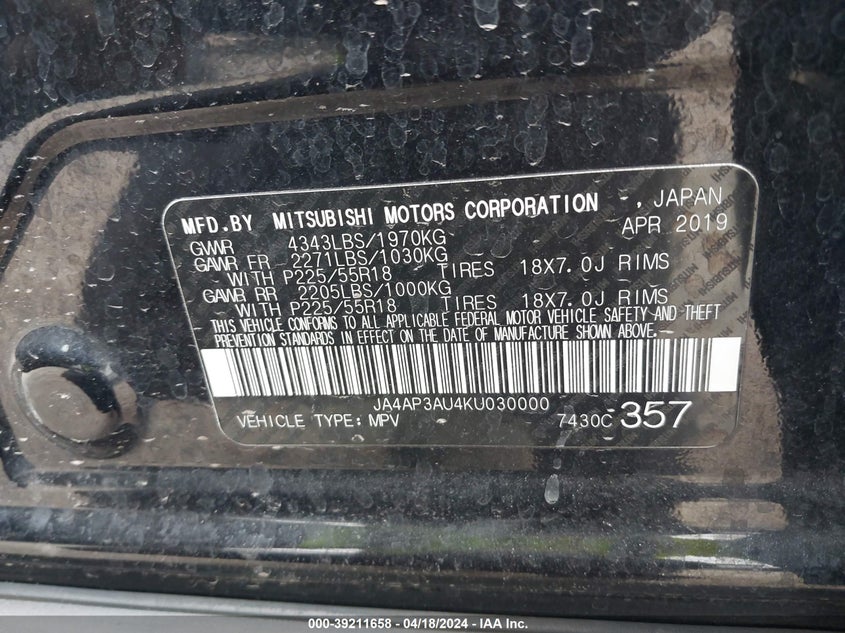 MFD.BY MITSUBISHI MOTORS CORPORATION -, JAPAN
GVWR 4343LBS/1970KG APR 2019
GAWR FR 2271LBS/1030KG
WITH P225/55R18 TIRES 18X7.0J RIMS
GAWR RR 2205LBS/1000KG
WITH P225/55R18 TIRES 18X7.0J RIMS
THIS VEHICLE CONFORMS TO ALL APPLICABLE FEDERAL MOTOR VEHICLE SAFETY AND THEFT
PREVENTION STANDARDS IN EFFECT ON THE DATE OF MANUFACTURE SHOWN ABOVE.
JA4AP3AU4KU030000
VEHICLE TYPE: MPV 7430C 357
000-39211658 - 04/18/2024 - IAA Inc.